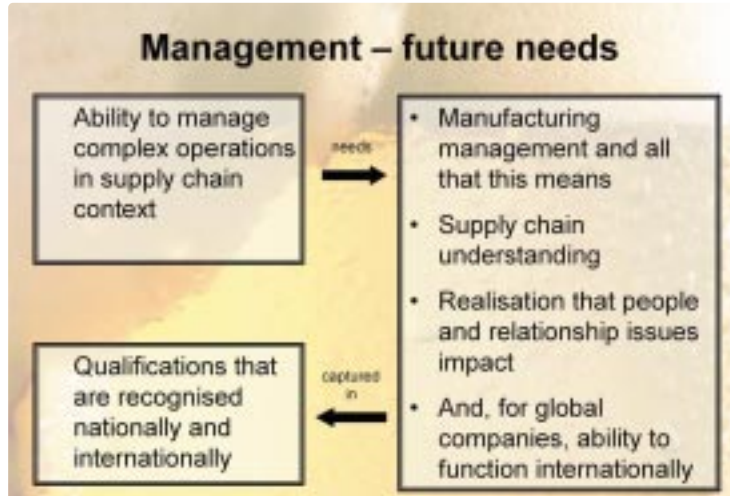 Management – future needs
Ability to manage
complex operations
in supply chain
context
needs
• Manufacturing
management and all
that this means
• Supply chain
understanding
• Realisation that people
and relationship issues
impact
• And, for global
companies, ability to
function internationally
captured
in
Qualifications that
are recognised
nationally and
internationally